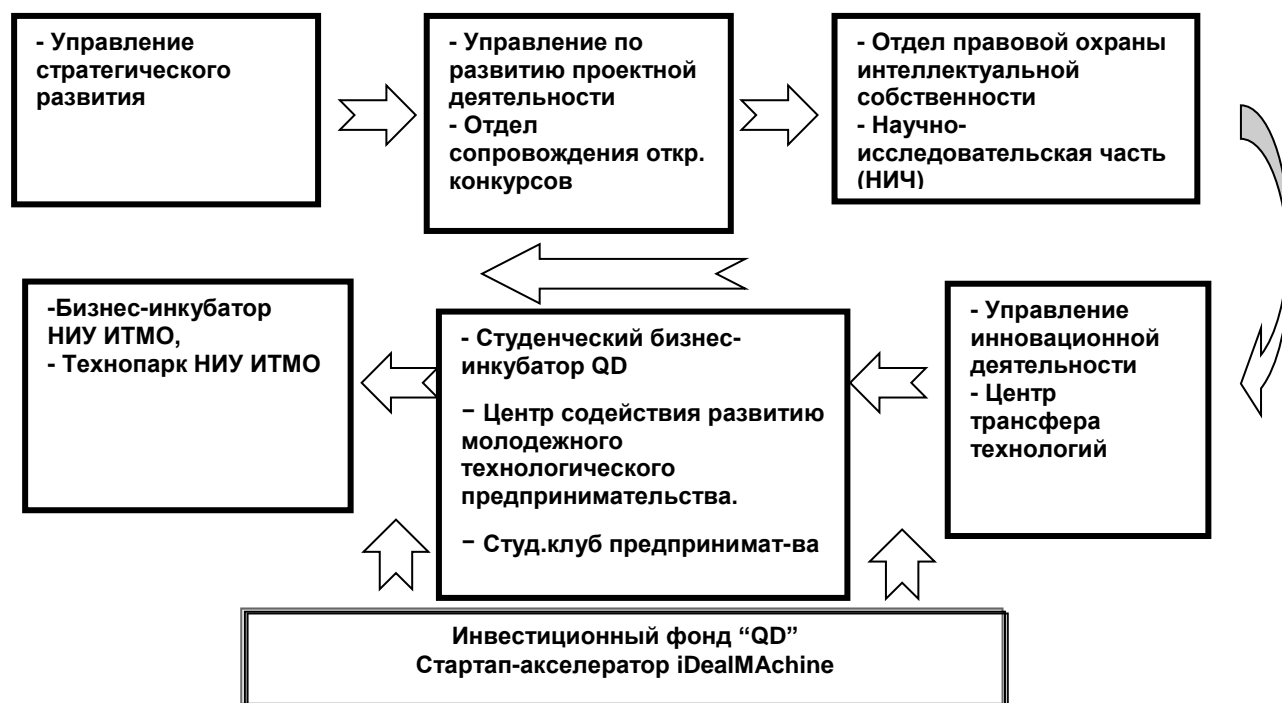 - Управление
стратегического
развития
- Управление по
развитию проектной
деятельности
- Отдел
сопровождения откр.
конкурсов
- Отдел правовой охраны
интеллектуальной
собственности
- Научно-
исследовательская часть
(НИЧ)
-Бизнес-инкубатор
НИУ ИТМО,
- Технопарк НИУ ИТМО
- Студенческий бизнес-
инкубатор QD
− Центр содействия развитию
молодежного
технологического
предпринимательства.
− Студ.клуб предпринимат-ва
- Управление
инновационной
деятельности
- Центр
трансфера
технологий
Инвестиционный фонд “QD”
Стартап-акселератор iDealMAchine